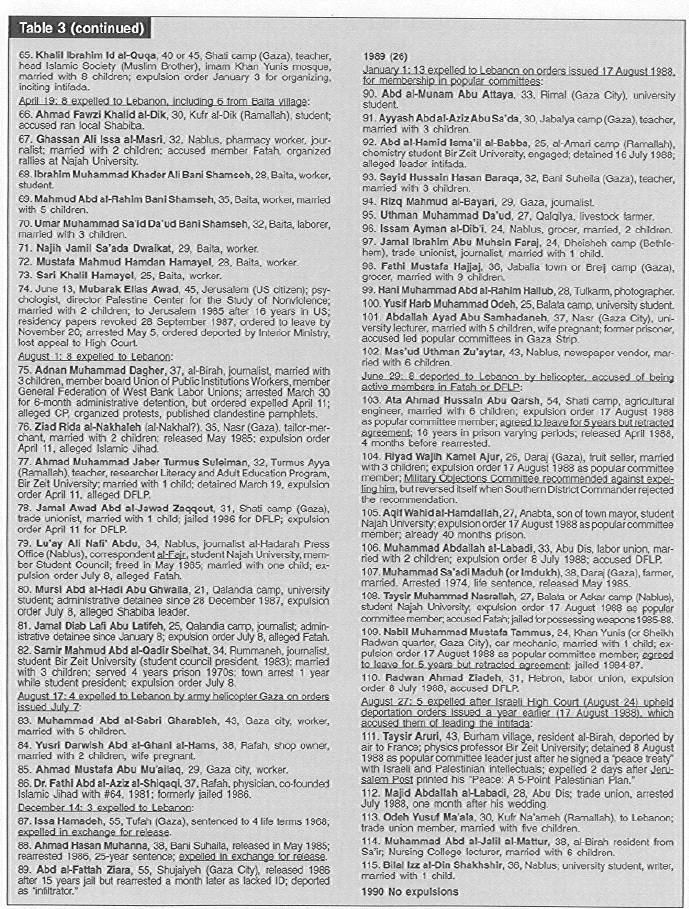 Table 3 (continued)
65. Khalil Ibrahim Id al-Quqa, 40 or 45, Shati camp (Gaza), teacher,
head Islamic Society (Muslim Brother), imam Khan Yunis mosque,
married with 8 children; expulsion order January 3 for organizing,
inciting intifada.
April 19: 8 expelled to Lebanon, including 6 from Baita village:
66. Ahmad Fawzi Khalid al-Dik, 30, Kufr al-Dik (Ramallah), student;
accused ran local Shabiba.
67. Ghassan Ali Issa al-Masri, 32, Nablus, pharmacy worker, jour-
nalist; married with 2 children; accused member Fatah, organized
rallies at Najah University.
68. Ibrahim Muhammad Khader Ali Bani Shamseh, 28, Baita, worker,
student.
69. Mahmud Abd al-Rahim Bani Shamseh, 35, Baita, worker, married
with 5 children.
70. Umar Muhammad Sa'id Da'ud Bani Shamseh, 32, Baita, laborer,
married with 3 children.
71. Najih Jamil Sa'ada Dwaikat, 29, Baita, worker.
72. Mustafa Mahmud Hamdan Hamayel, 28, Baita, worker.
73. Sari Khalil Hamayel, 25, Baita, worker.
74. June 13, Mubarak Elias Awad, 45, Jerusalem (US citizen); psy-
chologist, director Palestine Center for the Study of Nonviolence;
married with 2 children; to Jerusalem 1985 after 16 years in US;
residency papers revoked 28 September 1987, ordered to leave by
November 20; arrested May 5, ordered deported by Interior Ministry,
lost appeal to High Court.
August 1: 8 expelled to Lebanon:
75. Adnan Muhammad Dagher, 37, al-Birah, journalist, married with
3 children, member board Union of Public Institutions Workers, member
General Federation of West Bank Labor Unions; arrested March 30
for 6-month administrative detention, but ordered expelled April 11;
alleged CP, organized protests, published clandestine pamphlets.
76. Ziad Rida al-Nakhaleh (al-Nakhal?), 35, Nasr (Gaza), tailor-mer-
chant, married with 2 children; released May 1985; expulsion order
April 11, alleged Islamic Jihad.
77. Ahmad Muhammad Jaber Turmus Suleiman, 32, Turmus Ayya
(Ramallah), teacher, researcher Literacy and Adult Education Program,
Bir Zeit University; married with 1 child; detained March 19, expulsion
order April 11, alleged DFLP.
78. Jamal Awad Abd al-Jawad Zaqqout, 31, Shati camp (Gaza),
trade unionist, married with 1 child; jailed 1986 for DFLP; expulsion
order April 11 for DFLP.
79. Lu'ay Ali Nafi' Abdu, 34, Nablus, journalist al-Hadarah Press
Office (Nablus), correspondent al-Fajr, student Najah University, mem-
ber Student Council; freed in May 1985; married with one child; ex-
pulsion order July 8, alleged Fatah.
80. Mursi Abd al-Hadi Abu Ghwaila, 21, Qalandia camp, university
student; administrative detainee since 28 December 1987, expulsion
order July 8, alleged Shabiba leader.
81. Jamal Diab Lafi Abu Latifeh, 25, Qalandia camp, journalist; admin-
istrative detainee since January 8; expulsion order July 8, alleged Fatah.
82. Samir Mahmud Abd al-Qadir Sbeihat, 34, Rummaneh, journalist,
student Bir Zeit University (student council president, 1983); married
with 3 children; served 4 years prison 1970s; town arrest 1 year
while student president; expulsion order July 8.
August 17: 4 expelled to Lebanon by army helicopter Gaza on orders
issued July 7:
83. Muhammad Abd al-Sabri Gharableh, 43, Gaza city, worker,
married with 5 children.
84. Yusri Darwish Abd al-Ghani al-Hams, 38, Rafah, shop owner,
married with 2 children, wife pregnant.
85. Ahmad Mustafa Abu Mu'ailaq, 29, Gaza city, worker.
86. Dr. Fathi Abd al-Aziz al-Shiqaqi, 37, Rafah, physician, co-founded
Islamic Jihad with #64, 1981; formerly jailed 1986.
December 14: 3 expelled to Lebanon:
87. Issa Hamadeh, 55, Tufah (Gaza), sentenced to 4 life terms 1968,
expelled in exchange for release.
88. Ahmad Hasan Muhanna, 38, Bani Suhaila, released in May 1985;
rearrested 1986, 25-year sentence; expelled in exchange for release.
89. Abd al-Fattah Ziara, 55, Shujaiyeh (Gaza City), released 1986
after 15 years jail but rearrested a month later as lacked ID; deported
as "infiltrator."
1989 (26)
January 1: 13 expelled to Lebanon on orders issued 17 August 1988,
for membership in popular committees:
90. Abd al-Munam Abu Attaya, 33, Rimal (Gaza City), university
student.
91. Ayyash Abd al-Aziz Abu Sa'da, 30, Jabalya camp (Gaza), teacher,
married with 3 children.
92. Abd al-Hamid Isma'il al-Babba, 25, al-Amari camp (Ramallah),
chemistry student Bir Zeit University, engaged; detained 16 July 1988;
alleged leader intifada.
93. Sayid Hussein Hasan Baraqa, 32, Bani Suheila (Gaza), teacher,
married with 3 children.
94. Rizq Mahmud al-Bayari, 29, Gaza, journalist.
95. Uthman Muhammad Da'ud, 27, Qalqilya, livestock farmer.
96. Issam Ayman al-Dib'i, 24, Nablus, grocer, married, 2 children.
97. Jamal Ibrahim Abu Muhsin Faraj, 24, Dheisheh camp (Bethle-
hem), trade unionist, journalist, married with 1 child.
98. Fathi Mustafa Hajjaj, 36, Jabalia town or Breij camp (Gaza),
grocer, married with 9 children.
99. Hani Muhammad Abd al-Rahim Hallub, 28, Tulkarm, photographer.
100. Yusif Harb Muhammad Odeh, 25, Balata camp, university student.
101. Abdallah Ayad Abu Samhadaneh, 37, Nasr (Gaza City), uni-
versity lecturer, married with 5 children, wife pregnant; former prisoner,
accused led popular committees in Gaza Strip.
102. Mas'ud Uthman Zu'aytar, 43, Nablus, newspaper vendor, mar-
ried with 6 children.
June 29: 8 deported to Lebanon by helicopter, accused of being
active members in Fatah or DFLP:
103. Ata Ahmad Hussain Abu Qarsh, 54, Shati camp, agricultural
engineer, married with 6 children; expulsion order 17 August 1988
as popular committee member; agreed to leave for 5 years but retracted
agreement; 16 years in prison varying periods; released April 1988,
4 months before rearrested.
104. Riyad Wajih Kamel Ajur, 26, Daraj (Gaza), fruit seller, married
with 3 children; expulsion order 17 August 1988 as popular committee
member; Military Objections Committee recommended against expel-
ling him, but reversed itself when Southern District Commander rejected
the recommendation.
105. Aqif Wahid al-Hamdallah, 27, Anabta, son of town mayor, student
Najah University; expulsion order 17 August 1988 as popular committee
member; already 40 months prison.
106. Muhammad Abdallah al-Labadi, 33, Abu Dis, labor union, mar-
ried with 2 children; expulsion order 8 July 1988; accused DFLP.
107. Muhammad Sa'adi Maduh (or Imdukh), 38, Daraj (Gaza), farmer,
married. Arrested 1974, life sentence, released May 1985.
108. Taysir Muhammad Nasrallah, 27, Balata or Askar camp (Nablus),
student Najah University, expulsion order 17 August 1988 as popular
committee member; accused Fatah; jailed for possessing weapons 1985-88.
109. Nabil Muhammad Mustafa Tammus, 24, Khan Yunis (or Sheikh
Radwan quarter, Gaza City), car mechanic, married with 1 child; ex-
pulsion order 17 August 1988 as popular committee member; agreed
to leave for 5 years but retracted agreement; jailed 1984-87.
110. Radwan Ahmad Ziadeh, 31, Hebron, labor union, expulsion
order 8 July 1988, accused DFLP.
August 27: 5 expelled after Israeli High Court (August 24) upheld
deportation orders issued a year earlier (17 August 1988), which
accused them of leading the intifada:
111. Taysir Aruri, 43, Burham village, resident al-Birah, deported by
air to France; physics professor Bir Zeit University; detained 8 August
1988 as popular committee leader just after he signed a "peace treaty"
with Israeli and Palestinian intellectuals; expelled 2 days after Jeru-
salem Post printed his "Peace: A 5-Point Palestinian Plan."
112. Majid Abdallah al-Labadi, 28, Abu Dis; trade union, arrested
July 1988, one month after his wedding.
113. Odeh Yusuf Ma'ala, 30, Kufr Na'ameh (Ramallah), to Lebanon;
trade union member, married with five children.
114. Muhammad Abd al-Jalil al-Mattur, 38, al-Birah resident from
Sa'ir; Nursing College lecturer, married with 6 children.
115. Bilal Izz al-Din Shakhshir, 36, Nablus; university student, writer,
married with 1 child.
1990 No expulsions